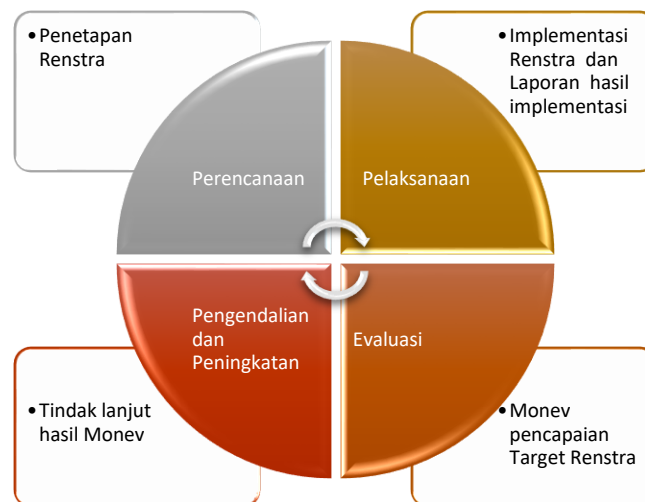 • Penetapan
Renstra
• Implementasi
Renstra dan
Laporan hasil
implementasi
Perencanaan
Pelaksanaan
Pengendalian
dan
Peningkatan
Evaluasi
• Tindak lanjut
hasil Monev
• Monev
pencapaian
Target Renstra